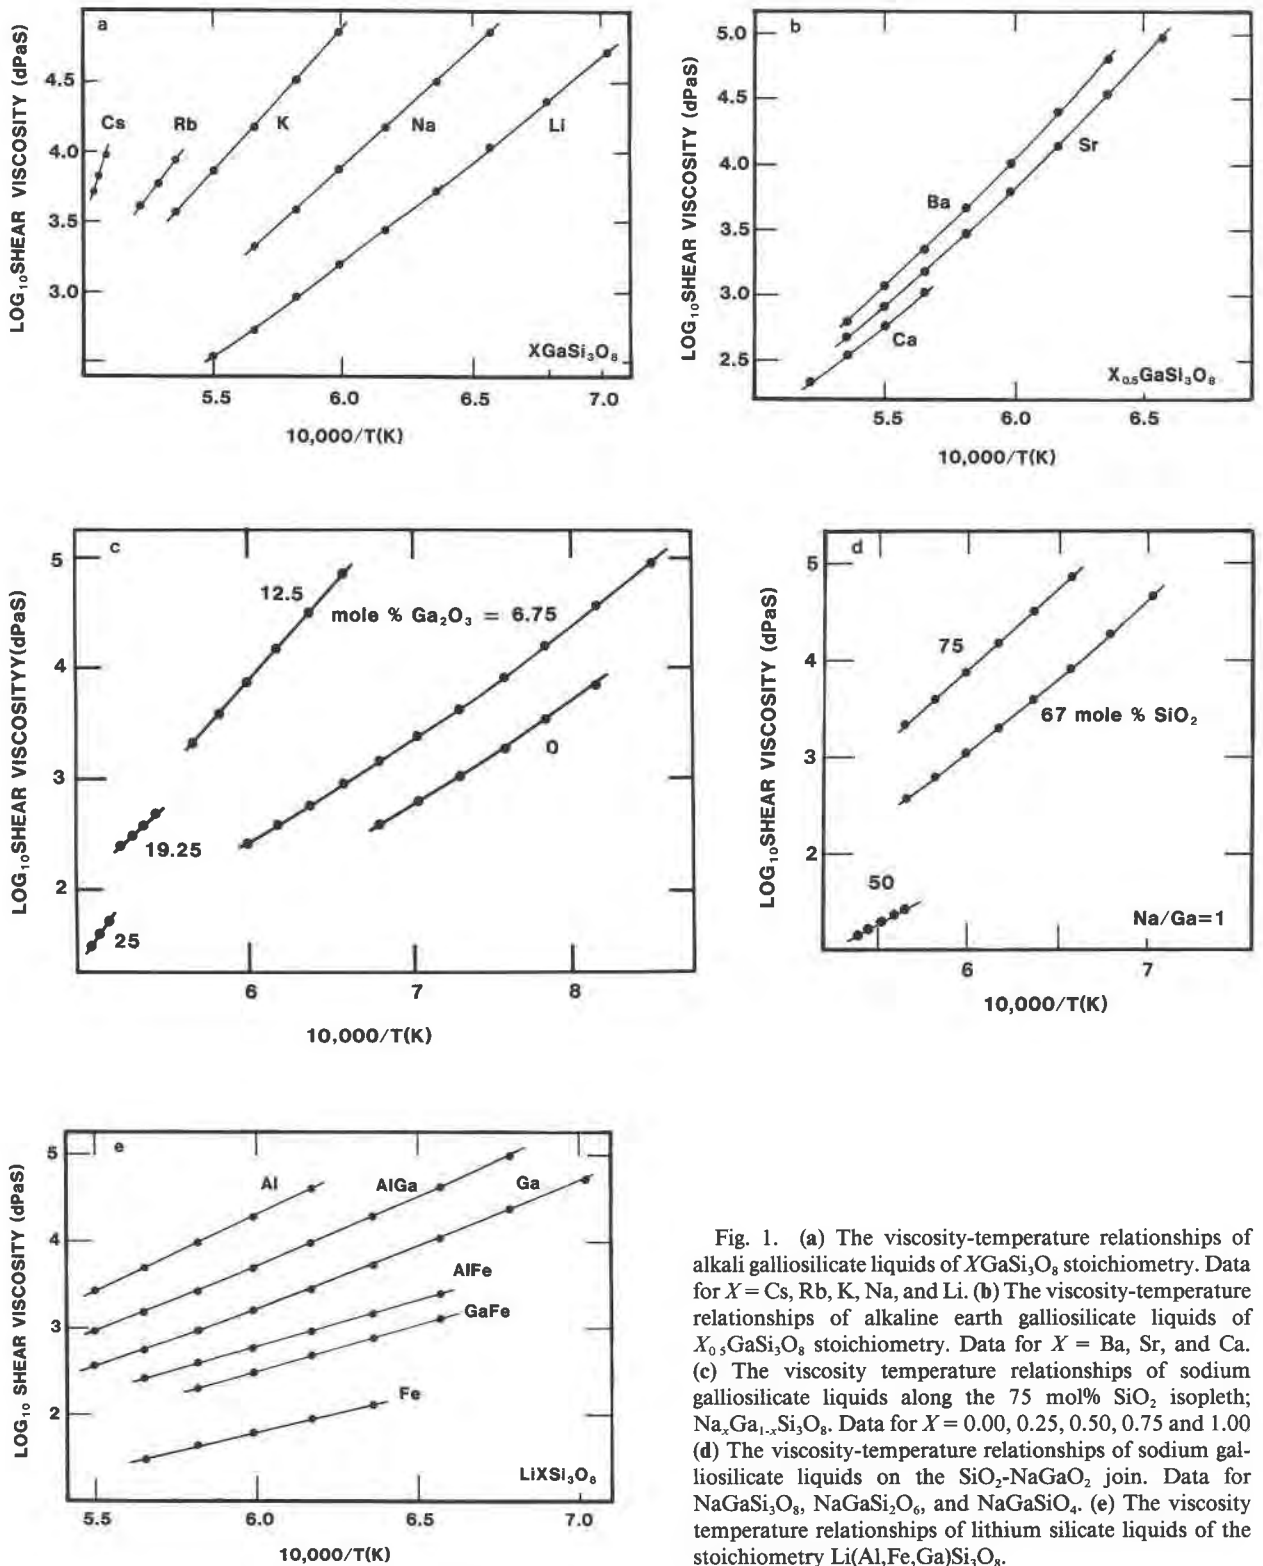 a
LOG₁₀SHEAR VISCOSITY (dPaS)
4.5
4.0
3.5
3.0
Cs
Rb
K
Na
Li
XGaSi₃O₈
5.5
6.0
6.5
7.0
10,000/T(K)
b
LOG₁₀SHEAR VISCOSITY (dPaS)
5.0
4.5
4.0
3.5
3.0
2.5
Ba
Sr
Ca
X₀.₅GaSi₃O₈
5.5
6.0
6.5
10,000/T(K)
c
LOG₁₀SHEAR VISCOSITYY(dPaS)
5
4
3
2
12.5
mole % Ga₂O₃ = 6.75
0
19.25
25
6
7
8
10,000/T(K)
d
LOG₁₀SHEAR VISCOSITY (dPaS)
5
4
3
2
75
67 mole % SiO₂
50
Na/Ga=1
6
7
10,000/T(K)
e
LOG₁₀ SHEAR VISCOSITY (dPaS)
5
4
3
2
Al
AlGa
Ga
AlFe
GaFe
Fe
LiXSi₃O₈
5.5
6.0
6.5
7.0
10,000/T(K)
Fig. 1. (a) The viscosity-temperature relationships of
alkali galliosilicate liquids of XGaSi₃O₈ stoichiometry. Data
for X = Cs, Rb, K, Na, and Li. (b) The viscosity-temperature
relationships of alkaline earth galliosilicate liquids of
X₀ ₅GaSi₃O₈ stoichiometry. Data for X = Ba, Sr, and Ca.
(c) The viscosity temperature relationships of sodium
galliosilicate liquids along the 75 mol% SiO₂ isopleth;
NaₓGa₁₋ₓSi₃O₈. Data for X = 0.00, 0.25, 0.50, 0.75 and 1.00
(d) The viscosity-temperature relationships of sodium gal-
liosilicate liquids on the SiO₂-NaGaO₂ join. Data for
NaGaSi₃O₈, NaGaSi₂O₆, and NaGaSiO₄. (e) The viscosity
temperature relationships of lithium silicate liquids of the
stoichiometry Li(Al,Fe,Ga)Si₃O₈.